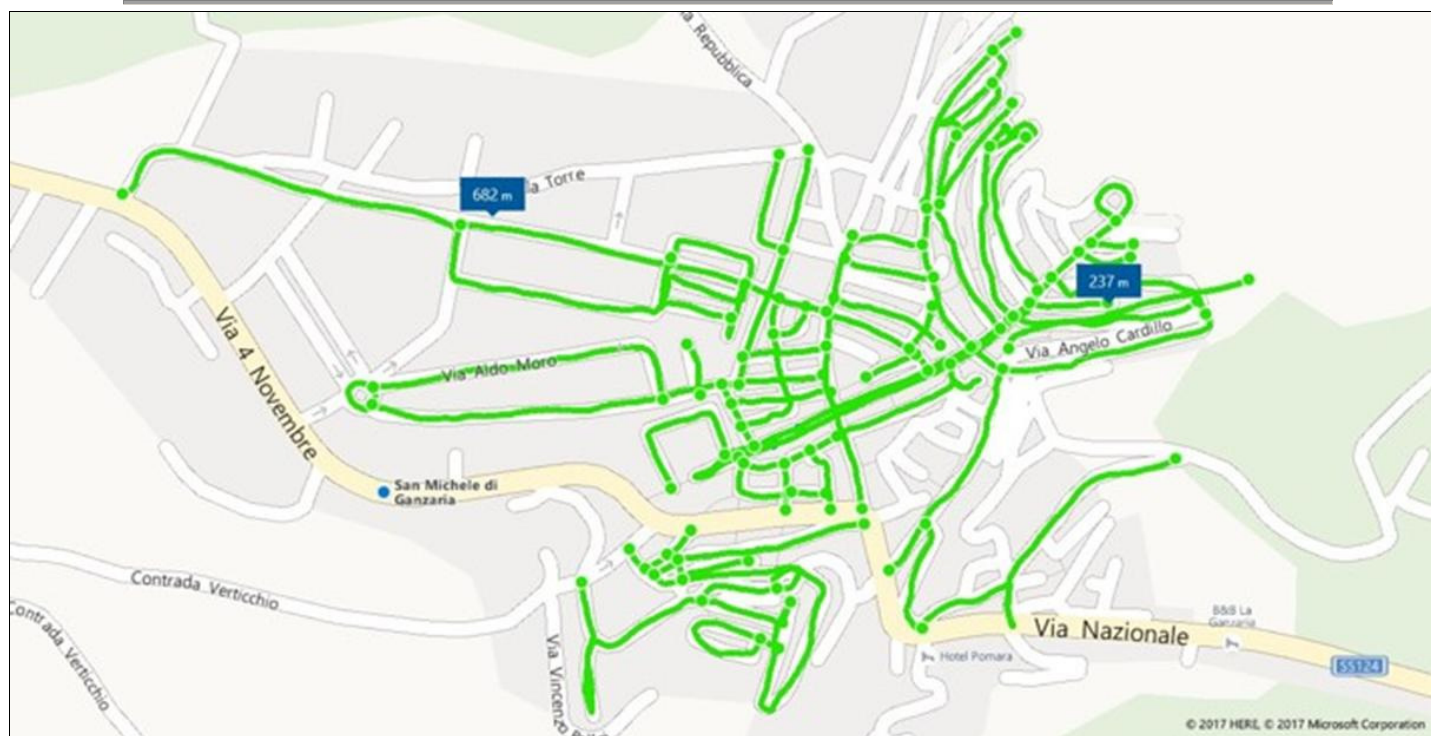 Repubblica
la Torre
682 m
237 m
Via Angelo Cardillo
Via Aldo Moro
Via 4 Novembre
San Michele di
Ganzaria
Contrada Verticchio
Contrada Verticchio
Via Vincenzo
Via Nazionale
B&B La
Ganzaria
Hotel Pomara
SS124
© 2017 HERE, © 2017 Microsoft Corporation